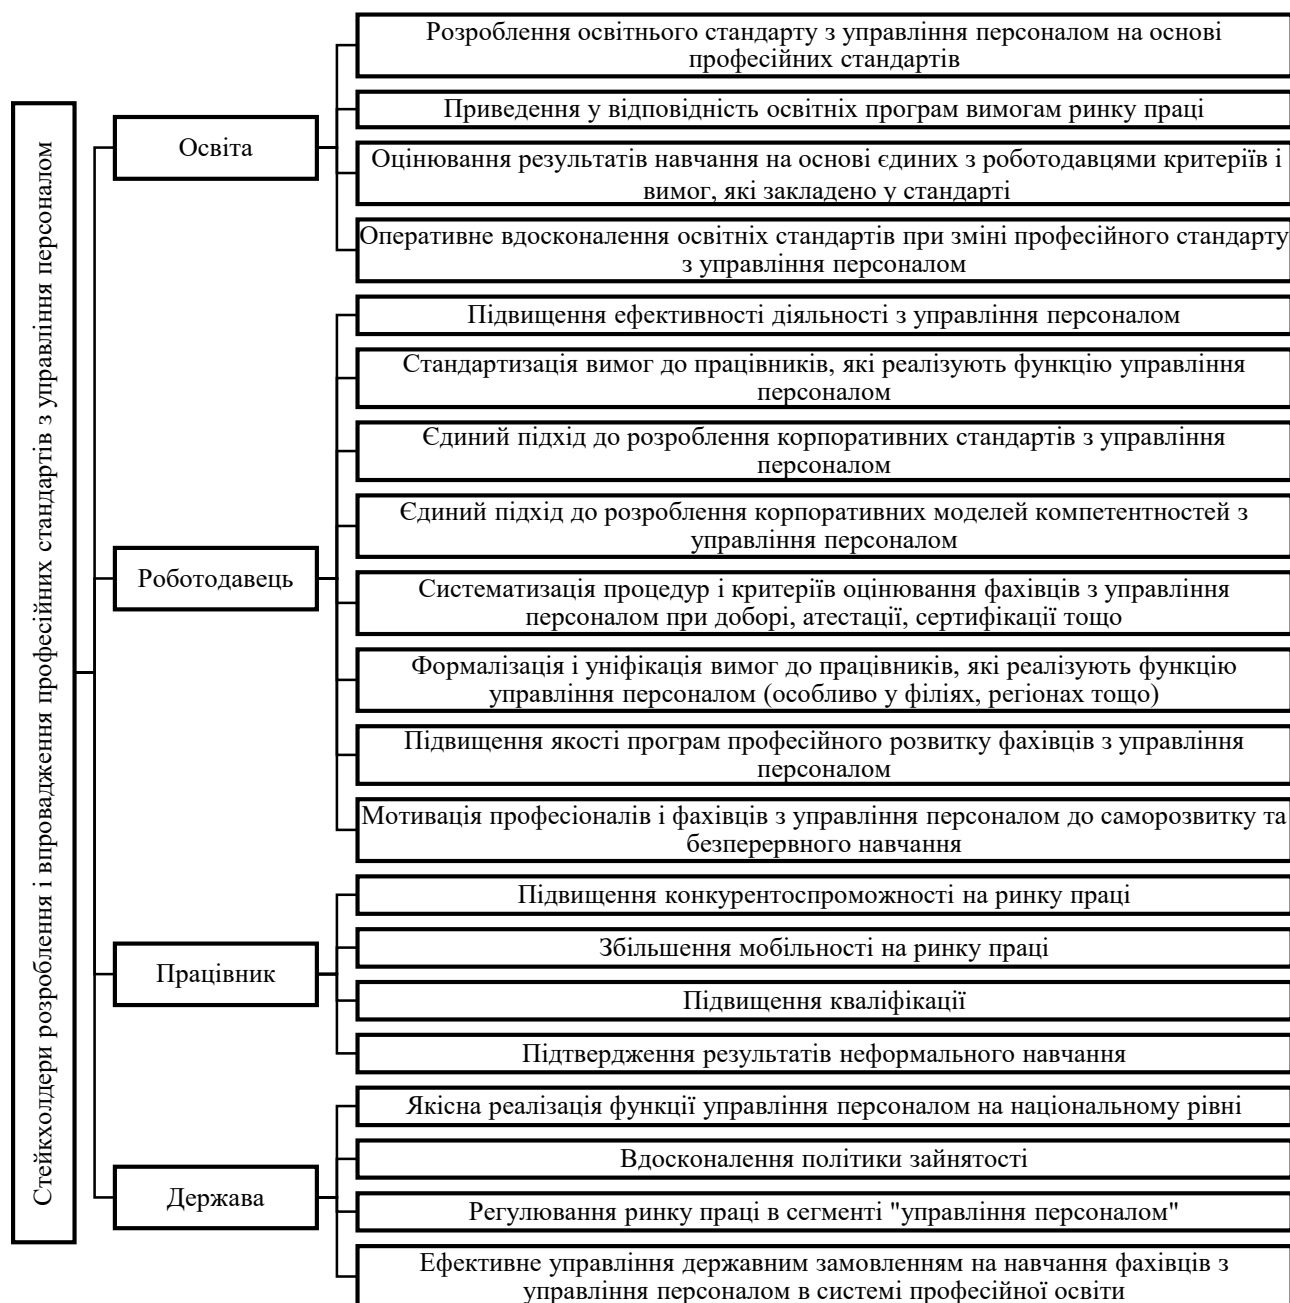 Стейкхолдери розроблення і впровадження професійних стандартів з управління персоналом
Освіта
Розроблення освітнього стандарту з управління персоналом на основі
професійних стандартів
Приведення у відповідність освітніх програм вимогам ринку праці
Оцінювання результатів навчання на основі єдиних з роботодавцями критеріїв і
вимог, які закладено у стандарті
Оперативне вдосконалення освітніх стандартів при зміні професійного стандарту
з управління персоналом
Роботодавець
Підвищення ефективності діяльності з управління персоналом
Стандартизація вимог до працівників, які реалізують функцію управління
персоналом
Єдиний підхід до розроблення корпоративних стандартів з управління
персоналом
Єдиний підхід до розроблення корпоративних моделей компетентностей з
управління персоналом
Систематизація процедур і критеріїв оцінювання фахівців з управління
персоналом при доборі, атестації, сертифікації тощо
Формалізація і уніфікація вимог до працівників, які реалізують функцію
управління персоналом (особливо у філіях, регіонах тощо)
Підвищення якості програм професійного розвитку фахівців з управління
персоналом
Мотивація професіоналів і фахівців з управління персоналом до саморозвитку та
безперервного навчання
Працівник
Підвищення конкурентоспроможності на ринку праці
Збільшення мобільності на ринку праці
Підвищення кваліфікації
Підтвердження результатів неформального навчання
Держава
Якісна реалізація функції управління персоналом на національному рівні
Вдосконалення політики зайнятості
Регулювання ринку праці в сегменті "управління персоналом"
Ефективне управління державним замовленням на навчання фахівців з
управління персоналом в системі професійної освіти